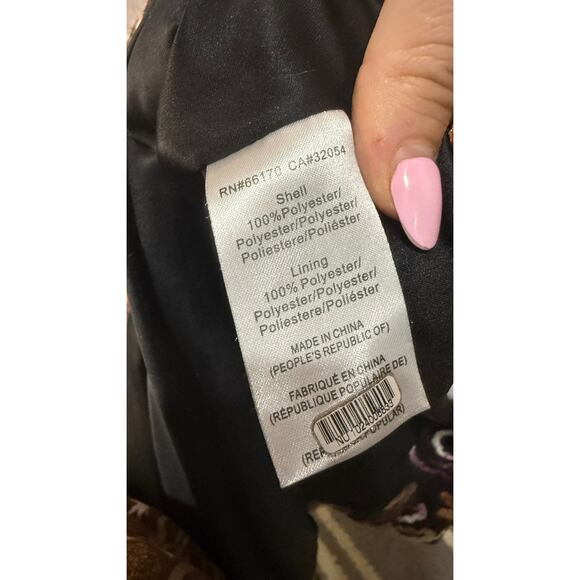 RN#66170 CA#32054
Shell
100%Polyester/
Polyester/Polyester/
Poliestere/Poliéster
Lining
100% Polyester/
Polyester/Polyester/
Poliestere/Poliéster
MADE IN CHINA
(PEOPLE'S REPUBLIC OF)
FABRIQUÉ EN CHINA
(RÉPUBLIQUE POPULAIRE DE)
POPULAR)